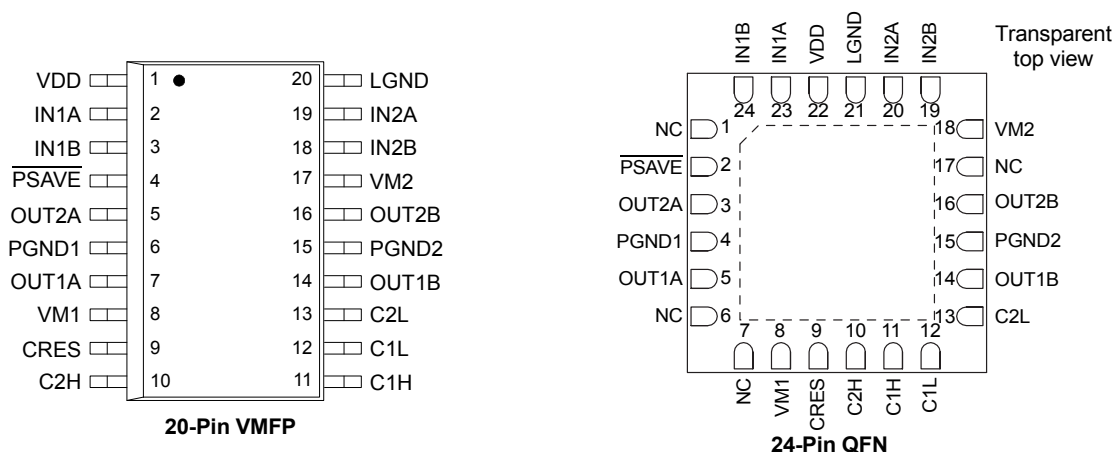 VDD 1 20 LGND
IN1A 2 19 IN2A
IN1B 3 18 IN2B
PSAVE 4 17 VM2
OUT2A 5 16 OUT2B
PGND1 6 15 PGND2
OUT1A 7 14 OUT1B
VM1 8 13 C2L
CRES 9 12 C1L
C2H 10 11 C1H
20-Pin VMFP
Transparent
top view
IN1B IN1A VDD LGND IN2A IN2B
24 23 22 21 20 19
NC 1 18 VM2
PSAVE 2 17 NC
OUT2A 3 16 OUT2B
PGND1 4 15 PGND2
OUT1A 5 14 OUT1B
NC 6 13 C2L
7 8 9 10 11 12
NC VM1 CRES C2H C1H C1L
24-Pin QFN